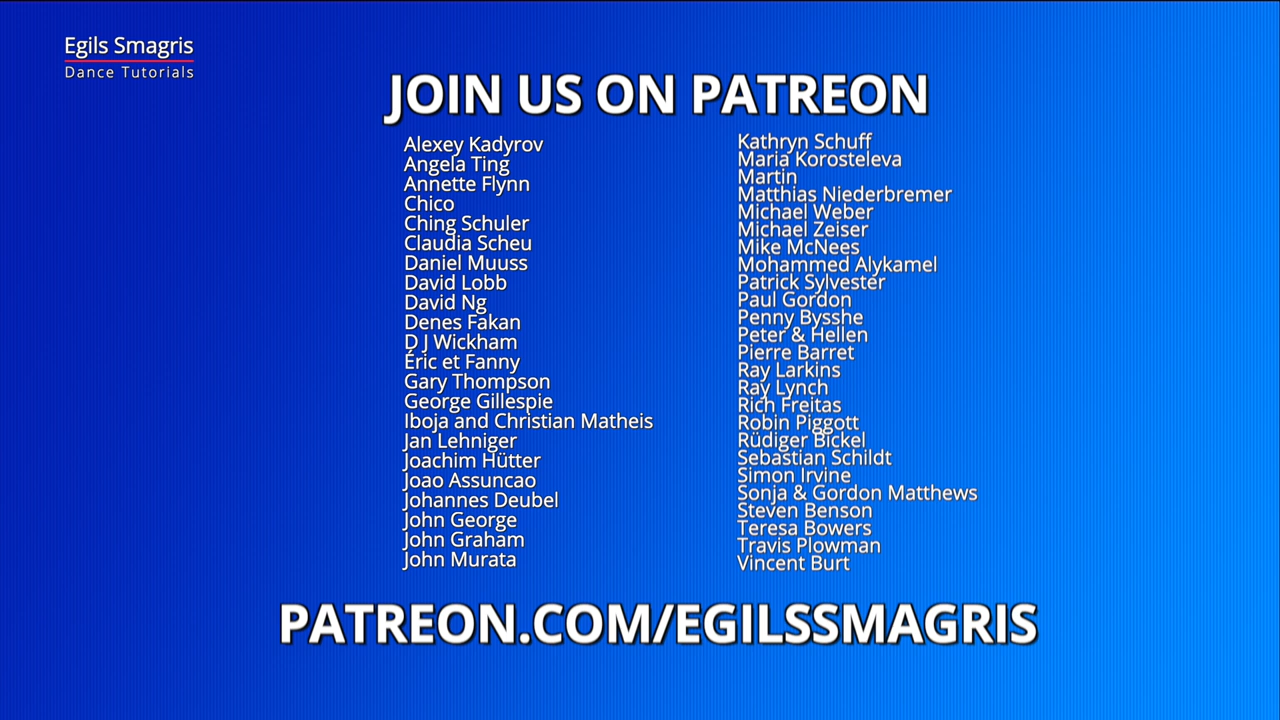 Egils Smagris
Dance Tutorials
JOIN US ON PATREON
Alexey Kadyrov
Angela Ting
Annette Flynn
Chico
Ching Schuler
Claudia Scheu
Daniel Muuss
David Lobb
David Ng
Denes Fakan
D J Wickham
Éric et Fanny
Gary Thompson
George Gillespie
Iboja and Christian Matheis
Jan Lehniger
Joachim Hütter
Joao Assuncao
Johannes Deubel
John George
John Graham
John Murata
Kathryn Schuff
Maria Korosteleva
Martin
Matthias Niederbremer
Michael Weber
Michael Zeiser
Mike McNees
Mohammed Alykamel
Patrick Sylvester
Paul Gordon
Penny Bysshe
Peter & Hellen
Pierre Barret
Ray Larkins
Ray Lynch
Rich Freitas
Robin Piggott
Rüdiger Bickel
Sebastian Schildt
Simon Irvine
Sonja & Gordon Matthews
Steven Benson
Teresa Bowers
Travis Plowman
Vincent Burt
PATREON.COM/EGILSSMAGRIS